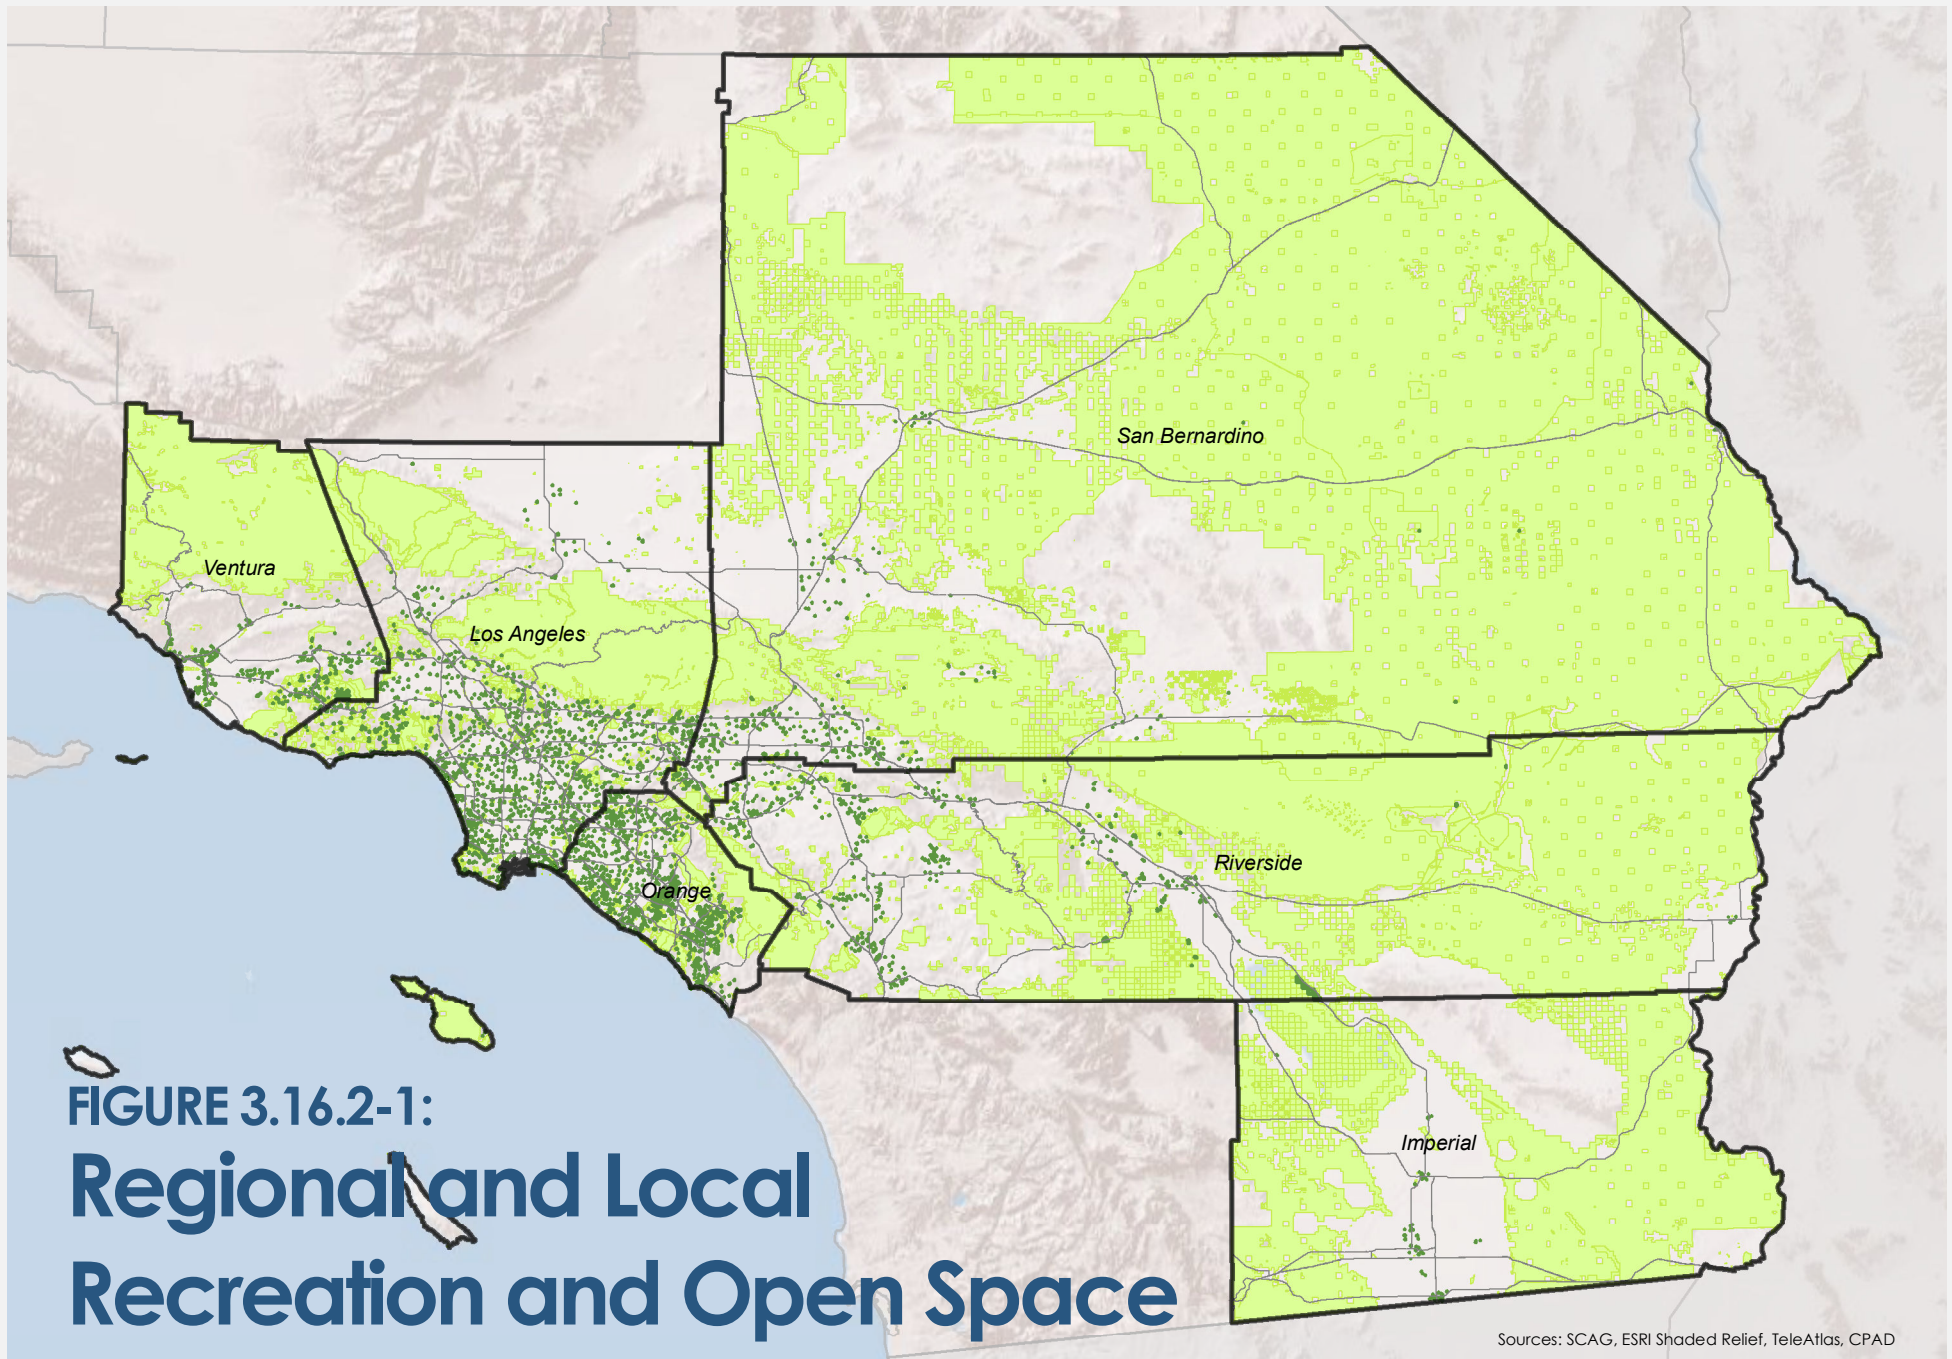 San Bernardino
Ventura
Los Angeles
Riverside
Orange
Imperial
FIGURE 3.16.2-1:
Regional and Local
Recreation and Open Space
Sources: SCAG, ESRI Shaded Relief, TeleAtlas, CPAD